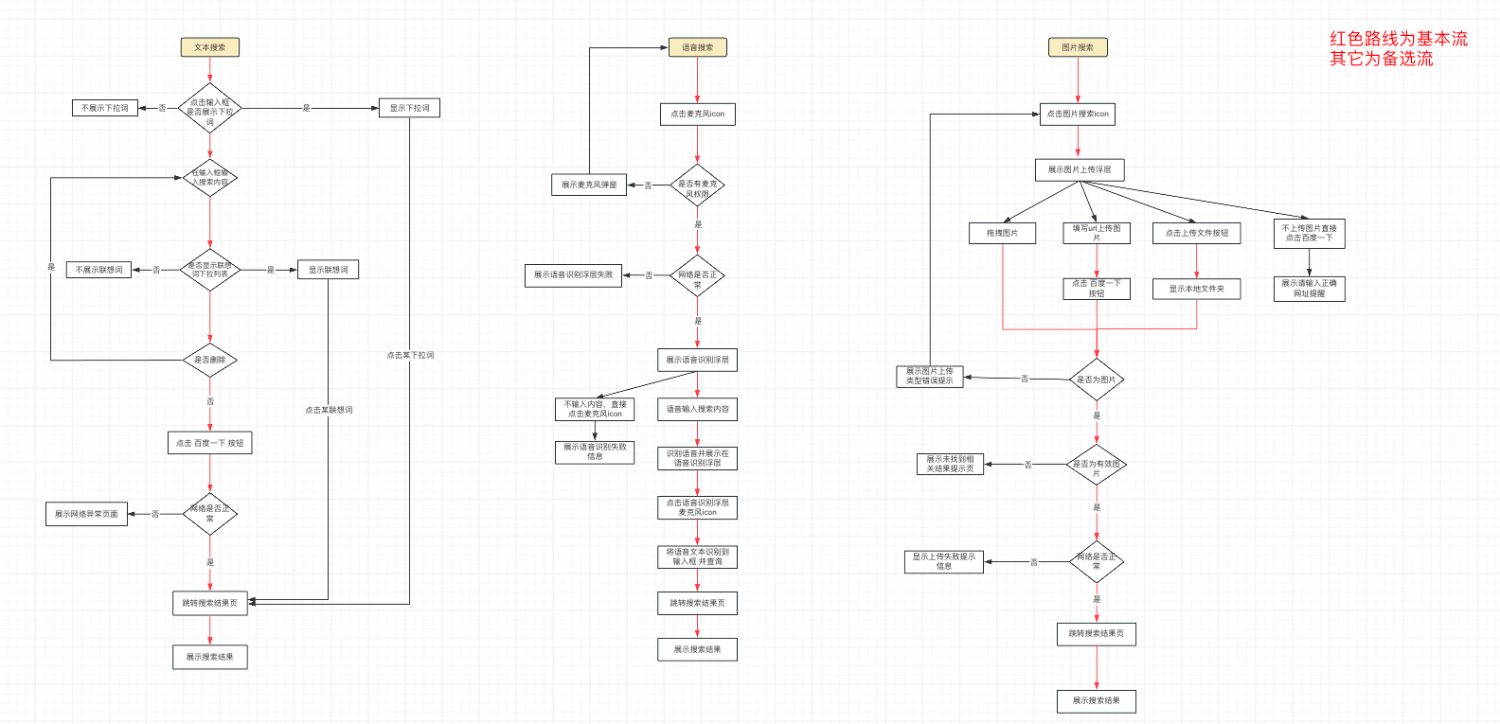 红色路线为基本流
其它为备选流
文本搜索
点击输入框
是否展示下拉
词
否
不展示下拉词
是
显示下拉词
在输入框输
入搜索内容
是否显示联想
词下拉列表
否
不展示联想词
是
显示联想词
是
是否删除
点击某下拉词
否
点击某联想词
点击 百度一下 按钮
网络是否正
常
否
展示网络异常页面
是
跳转搜索结果页
展示搜索结果
语音搜索
点击麦克风icon
是否有麦克
风权限
否
展示麦克风弹窗
是
网络是否正
常
否
展示语音识别浮层失败
是
展示语音识别浮层
不输入内容，直接
点击麦克风icon
展示语音识别失败
信息
语音输入搜索内容
识别语音并展示在
语音识别浮层
点击语音识别浮层
麦克风icon
将语音文本识别到
输入框 并查询
跳转搜索结果页
展示搜索结果
图片搜索
点击图片搜索icon
展示图片上传浮层
拖拽图片
填写url上传图
片
点击上传文件按钮
不上传图片直接
点击百度一下
点击 百度一下
按钮
显示本地文件夹
展示请输入正确
网址提醒
是否为图片
否
展示图片上传
类型错误提示
是
是否为有效图
片
否
展示未找到相
关结果提示页
是
网络是否正
常
否
显示上传失败提示
信息
是
跳转搜索结果页
展示搜索结果